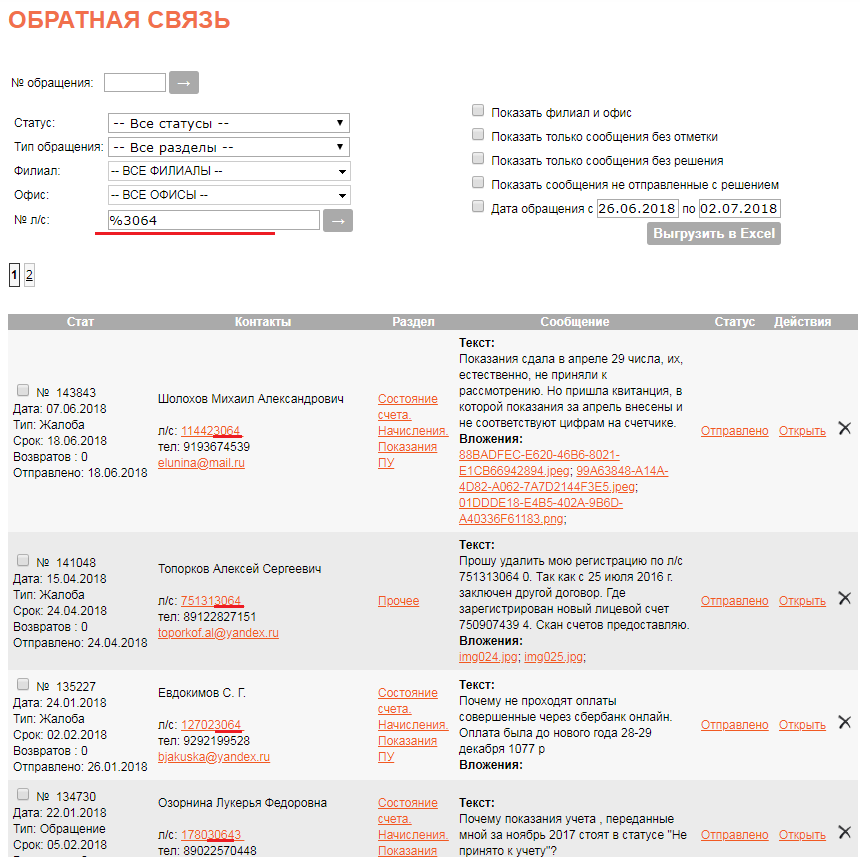 ОБРАТНАЯ СВЯЗЬ
№ обращения: →
Статус: -- Все статусы --
Тип обращения: -- Все разделы --
Филиал: -- ВСЕ ФИЛИАЛЫ --
Офис: -- ВСЕ ОФИСЫ --
№ л/с: %3064 →
Показать филиал и офис
Показать только сообщения без отметки
Показать только сообщения без решения
Показать сообщения не отправленные с решением
Дата обращения с 26.06.2018 по 02.07.2018
Выгрузить в Excel
1 2
Стат Контакты Раздел Сообщение Статус Действия
№ 143843
Дата: 07.06.2018
Тип: Жалоба
Срок: 18.06.2018
Возвратов : 0
Отправлено: 18.06.2018
Шолохов Михаил Александрович
л/с: 114423064
тел: 9193674539
elunina@mail.ru
Состояние
счета.
Начисления.
Показания
ПУ
Текст:
Показания сдала в апреле 29 числа, их,
естественно, не приняли к
рассмотрению. Но пришла квитанция, в
которой показания за апрель внесены и
не соответствуют цифрам на счетчике.
Вложения:
88BADFEC-E620-46B6-8021-
E1CB66942894.jpeg; 99A63848-A14A-
4D82-A062-7A7D2144F3E5.jpeg;
01DDDE18-E4B5-402A-9B6D-
A40336F61183.png;
Отправлено
Открыть
№ 141048
Дата: 15.04.2018
Тип: Жалоба
Срок: 24.04.2018
Возвратов : 0
Отправлено: 24.04.2018
Топорков Алексей Сергеевич
л/с: 751313064
тел: 89122827151
toporkof.al@yandex.ru
Прочее
Текст:
Прошу удалить мою регистрацию по л/с
751313064 0. Так как с 25 июля 2016 г.
заключен другой договор. Где
зарегистрирован новый лицевой счет
750907439 4. Скан счетов предоставляю.
Вложения:
img024.jpg; img025.jpg;
Отправлено
Открыть
№ 135227
Дата: 24.01.2018
Тип: Жалоба
Срок: 02.02.2018
Возвратов : 0
Отправлено: 26.01.2018
Евдокимов С. Г.
л/с: 127023064
тел: 9292199528
bjakuska@yandex.ru
Состояние
счета.
Начисления.
Показания
ПУ
Текст:
Почему не проходят оплаты
совершенные через сбербанк онлайн.
Оплата была до нового года 28-29
декабря 1077 р
Вложения:
Отправлено
Открыть
№ 134730
Дата: 22.01.2018
Тип: Обращение
Срок: 05.02.2018
Озорнина Лукерья Федоровна
л/с: 178030643
тел: 89022570448
Состояние
счета.
Начисления.
Показания
Текст:
Почему показания учета , переданные
мной за ноябрь 2017 стоят в статусе "Не
принято к учету"?
Отправлено
Открыть